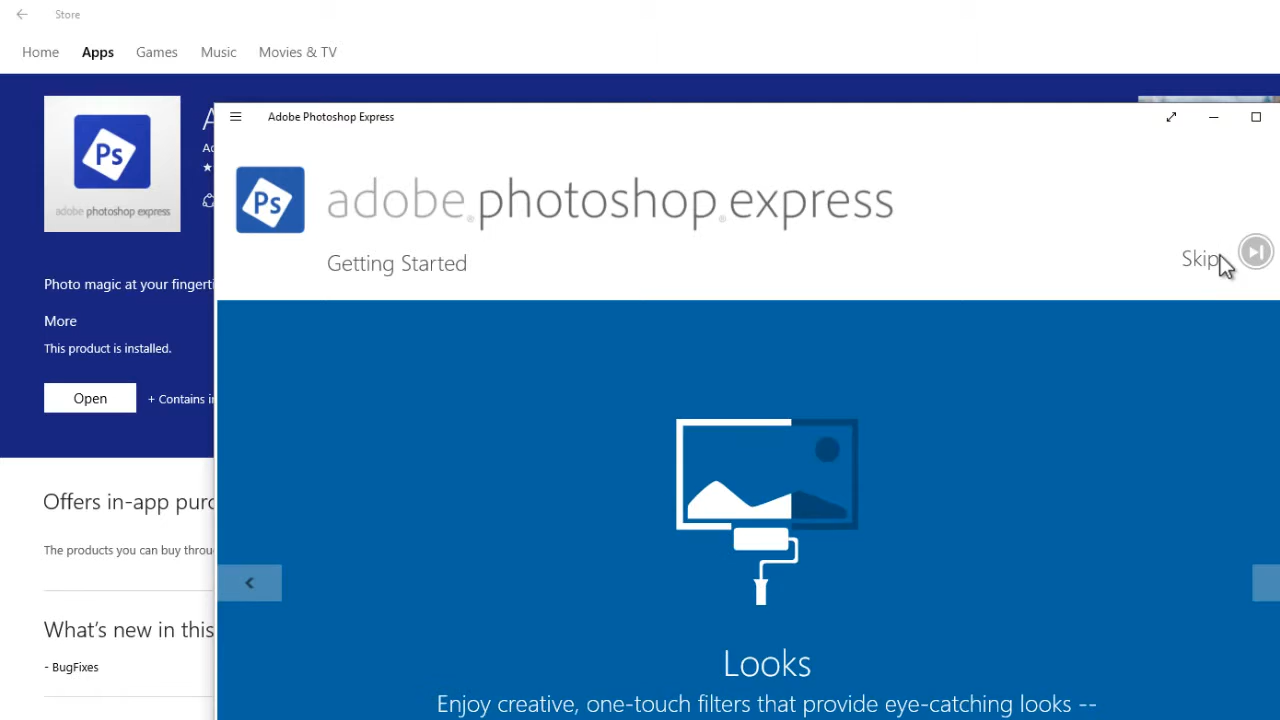 Store
Home Apps Games Music Movies & TV
Ps
adobe photoshop express
A
Ad
Photo magic at your fingerti
More
This product is installed.
Open + Contains in
Offers in-app purc
The products you can buy throu
What's new in this
- BugFixes
Adobe Photoshop Express
Ps
adobe® photoshop® express
Getting Started
Skip
Looks
Enjoy creative, one-touch filters that provide eye-catching looks --